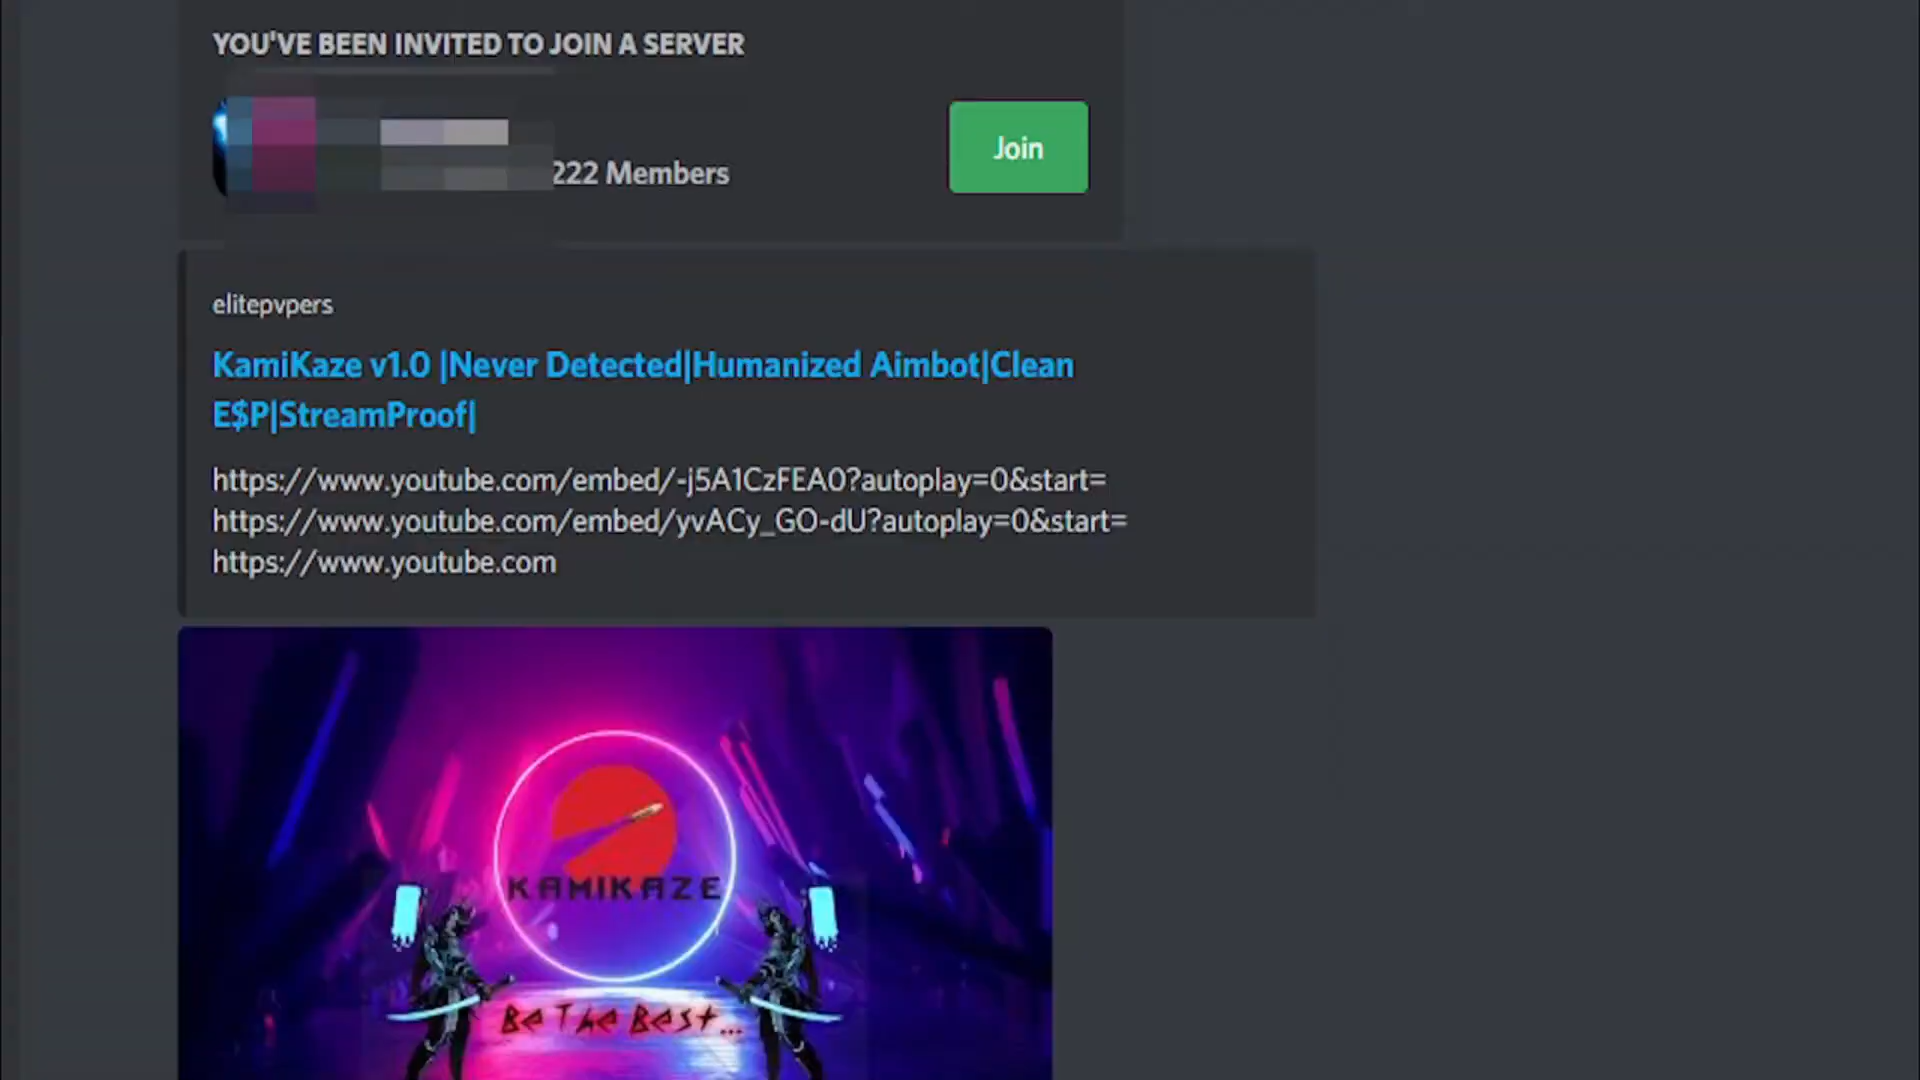 YOU'VE BEEN INVITED TO JOIN A SERVER
222 Members
Join
elitepvpers
KamiKaze v1.0 |Never Detected|Humanized Aimbot|Clean
E$P|StreamProof|
https://www.youtube.com/embed/-j5A1CzFEA0?autoplay=0&start=
https://www.youtube.com/embed/yvACy_GO-dU?autoplay=0&start=
https://www.youtube.com
KAMIKAZE
Be The Best...